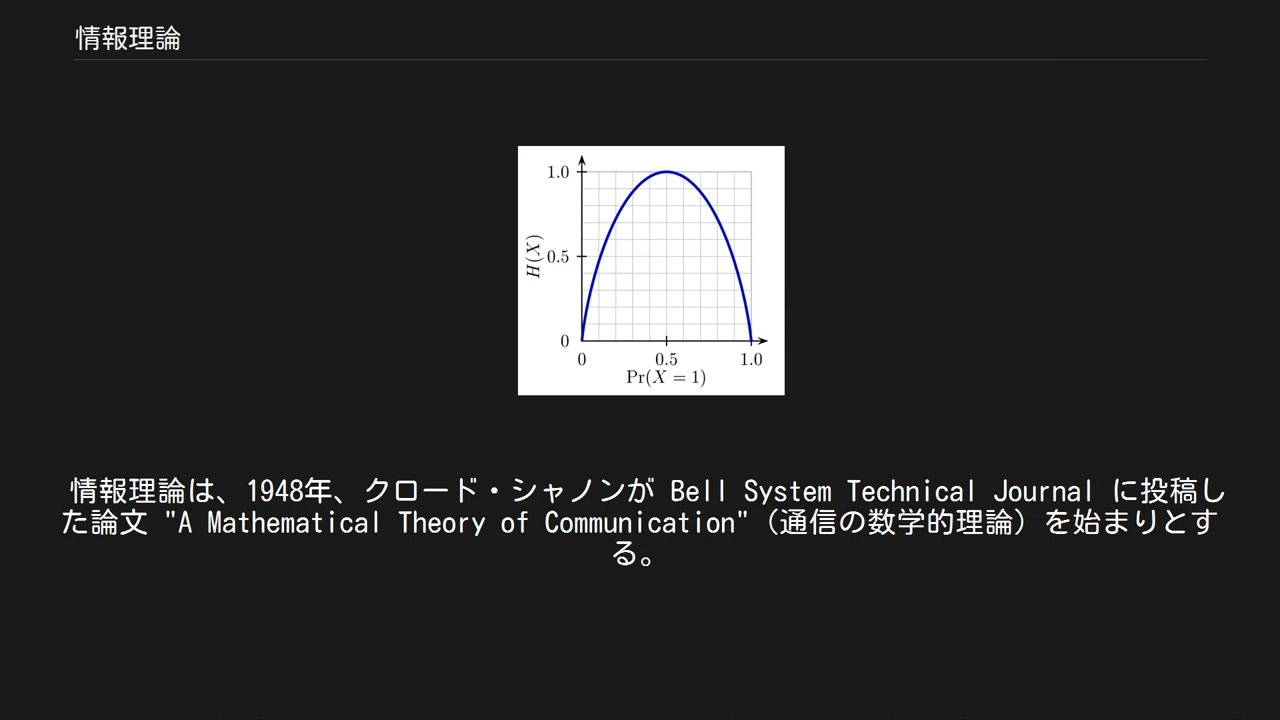 情報理論
1.0
0.5
0
H(X)
0
0.5
1.0
Pr(X = 1)
情報理論は、1948年、クロード・シャノンが Bell System Technical Journal に投稿し
た論文 "A Mathematical Theory of Communication"（通信の数学的理論）を始まりとす
る。